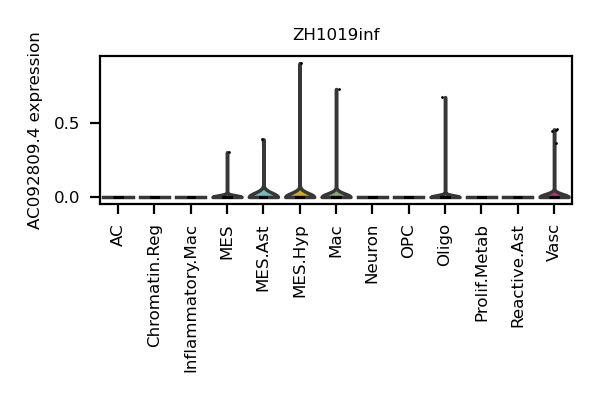 ZH1019inf
AC092809.4 expression
0.5
0.0
AC
Chromatin.Reg
Inflammatory.Mac
MES
MES.Ast
MES.Hyp
Mac
Neuron
OPC
Oligo
Prolif.Metab
Reactive.Ast
Vasc